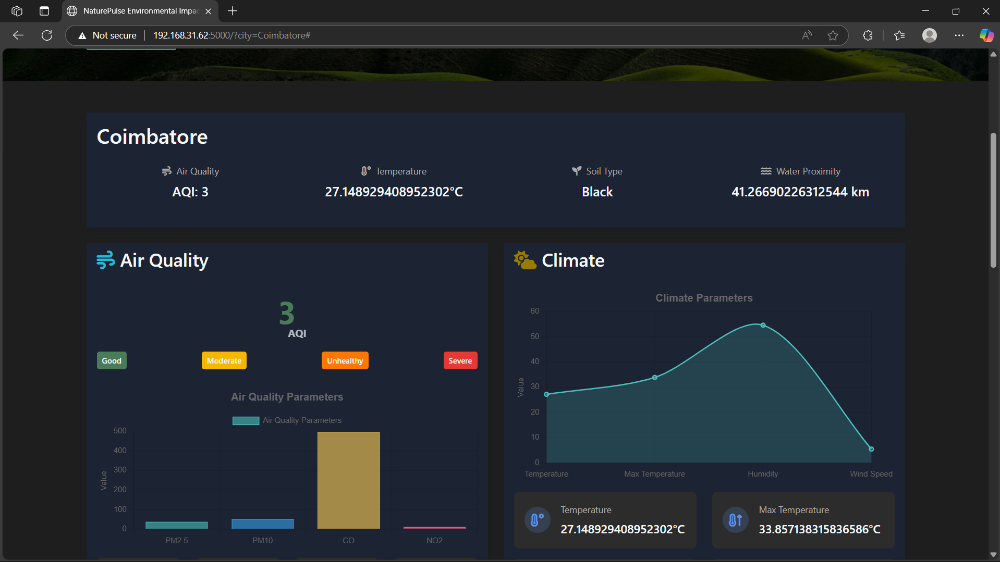 NaturePulse Environmental Impac
Not secure 192.168.31.62:5000/?city=Coimbatore#
Coimbatore
Air Quality Temperature Soil Type Water Proximity
AQI: 3 27.148929408952302°C Black 41.26690226312544 km
Air Quality
3
AQI
Good Moderate Unhealthy Severe
Air Quality Parameters
Air Quality Parameters
500
400
300
200
100
0
Value
PM2.5 PM10 CO NO2
Climate
Climate Parameters
60
50
40
30
20
10
0
Value
Temperature Max Temperature Humidity Wind Speed
Temperature
27.148929408952302°C
Max Temperature
33.857138315836586°C